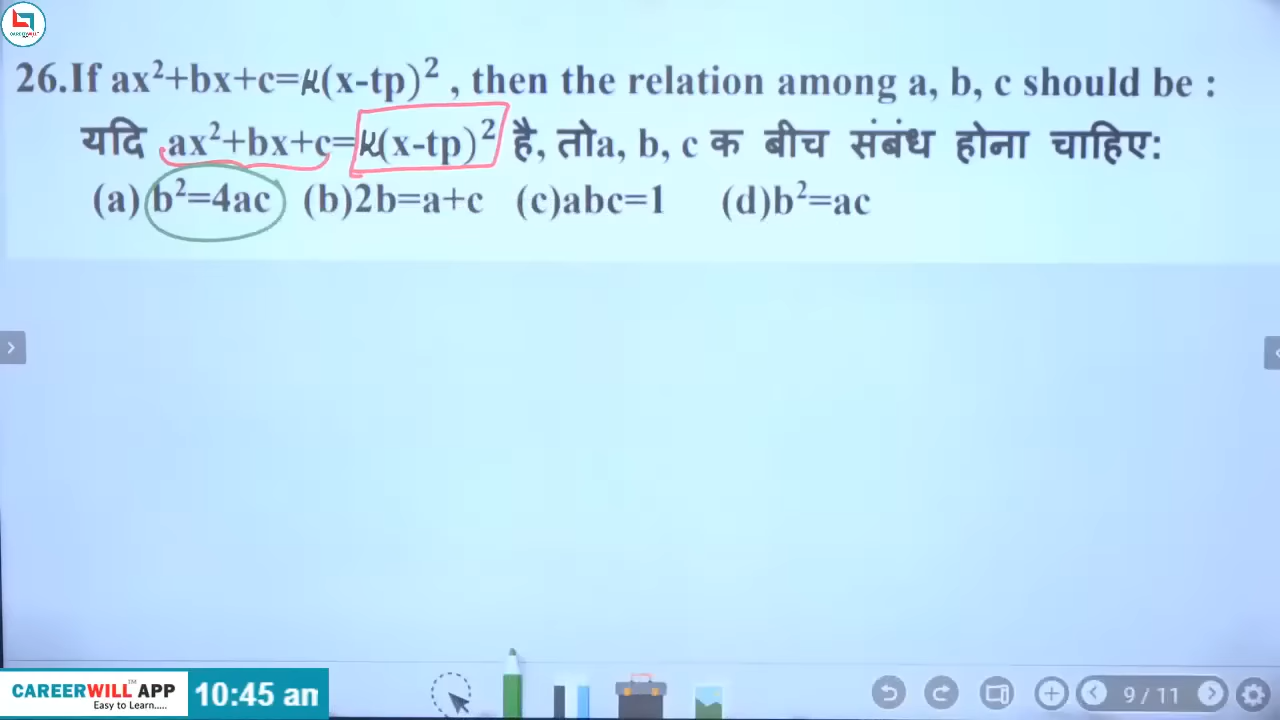 CAREERWILL
26.If ax²+bx+c=μ(x-tp)² , then the relation among a, b, c should be :
यदि ax²+bx+c=μ(x-tp)² है, तोa, b, c क बीच संबंध होना चाहिए:
(a) b²=4ac (b)2b=a+c (c)abc=1 (d)b²=ac
9 / 11
CAREERWILL™ APP
Easy to Learn.....
10:45 an